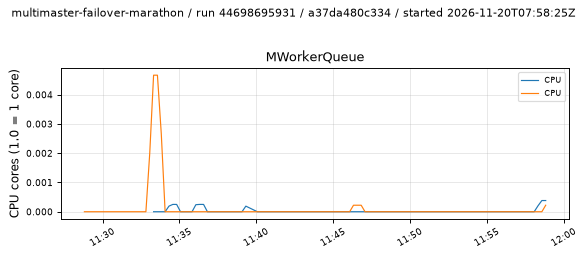 multimaster-failover-marathon / run 44698695931 / a37da480c334 / started 2026-11-20T07:58:25Z
MWorkerQueue
CPU cores (1.0 = 1 core)
0.004
0.003
0.002
0.001
0.000
CPU
CPU
11:30
11:35
11:40
11:45
11:50
11:55
12:00